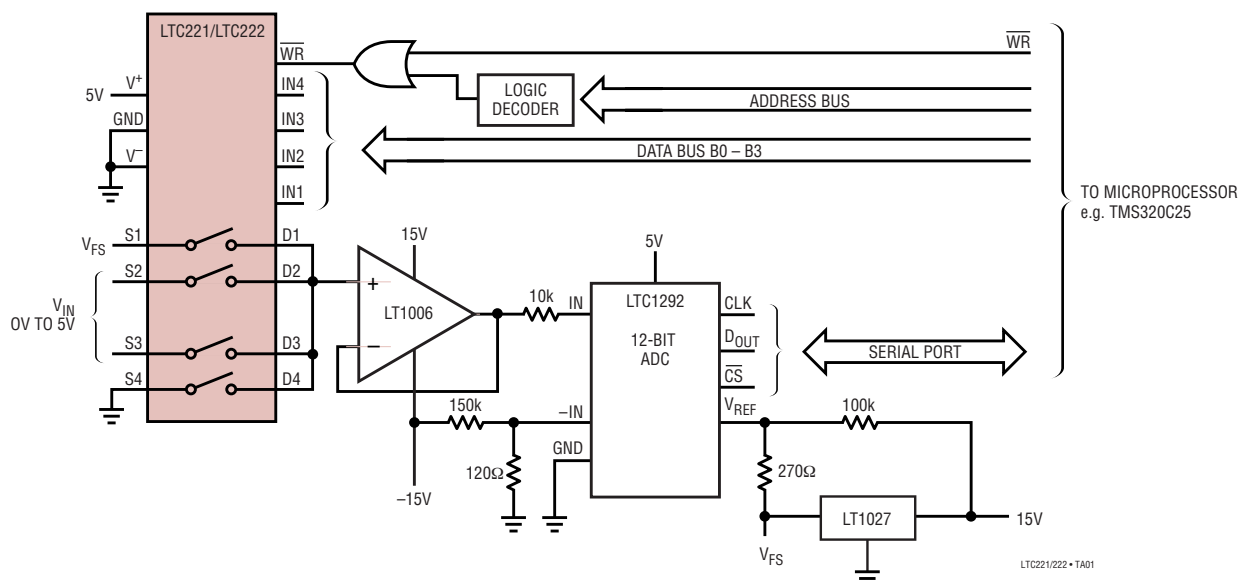 LTC221/LTC222
WR
WR
V+
5V
IN4
LOGIC
DECODER
ADDRESS BUS
GND
IN3
V–
IN2
DATA BUS B0 – B3
IN1
TO MICROPROCESSOR
e.g. TMS320C25
VFS
S1
D1
15V
5V
S2
D2
VIN
0V TO 5V
+
LT1006
–
10k
IN
LTC1292
12-BIT
ADC
CLK
DOUT
CS
SERIAL PORT
S3
D3
S4
D4
150k
–IN
VREF
100k
120Ω
GND
270Ω
–15V
LT1027
15V
VFS
LTC221/222 • TA01